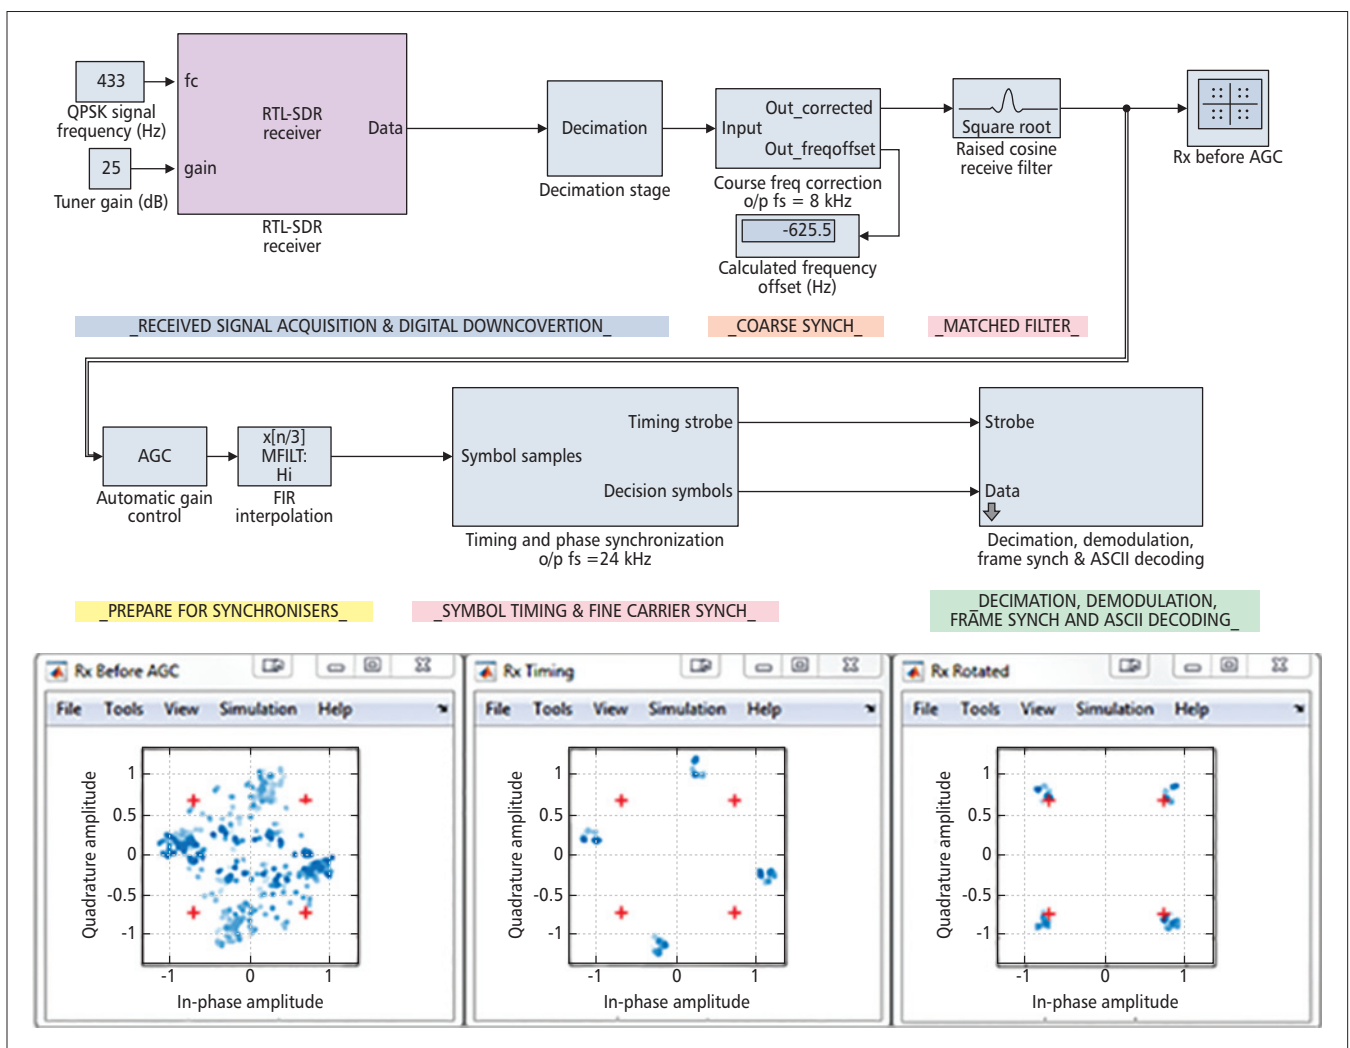 433
fc
QPSK signal
frequency (Hz)
25
gain
Tuner gain (dB)
RTL-SDR
receiver
Data
RTL-SDR
receiver
Decimation
Decimation stage
Out_corrected
Input
Out_freqoffset
Course freq correction
o/p fs = 8 kHz
-625.5
Calculated frequency
offset (Hz)
Square root
Raised cosine
receive filter
Rx before AGC
_RECEIVED SIGNAL ACQUISITION & DIGITAL DOWNCOVERTION_
_COARSE SYNCH_
_MATCHED FILTER_
AGC
Automatic gain
control
x[n/3]
MFILT:
Hi
FIR
interpolation
Timing strobe
Symbol samples
Decision symbols
Timing and phase synchronization
o/p fs =24 kHz
Strobe
Data
Decimation, demodulation,
frame synch & ASCII decoding
_PREPARE FOR SYNCHRONISERS_
_SYMBOL TIMING & FINE CARRIER SYNCH_
_DECIMATION, DEMODULATION,
FRAME SYNCH AND ASCII DECODING_
Rx Before AGC
File Tools View Simulation Help
Quadrature amplitude
1
0.5
0
-0.5
-1
-1 0 1
In-phase amplitude
Rx Timing
File Tools View Simulation Help
Quadrature amplitude
1
0.5
0
-0.5
-1
-1 0 1
In-phase amplitude
Rx Rotated
File Tools View Simulation Help
Quadrature amplitude
1
0.5
0
-0.5
-1
-1 0 1
In-phase amplitude